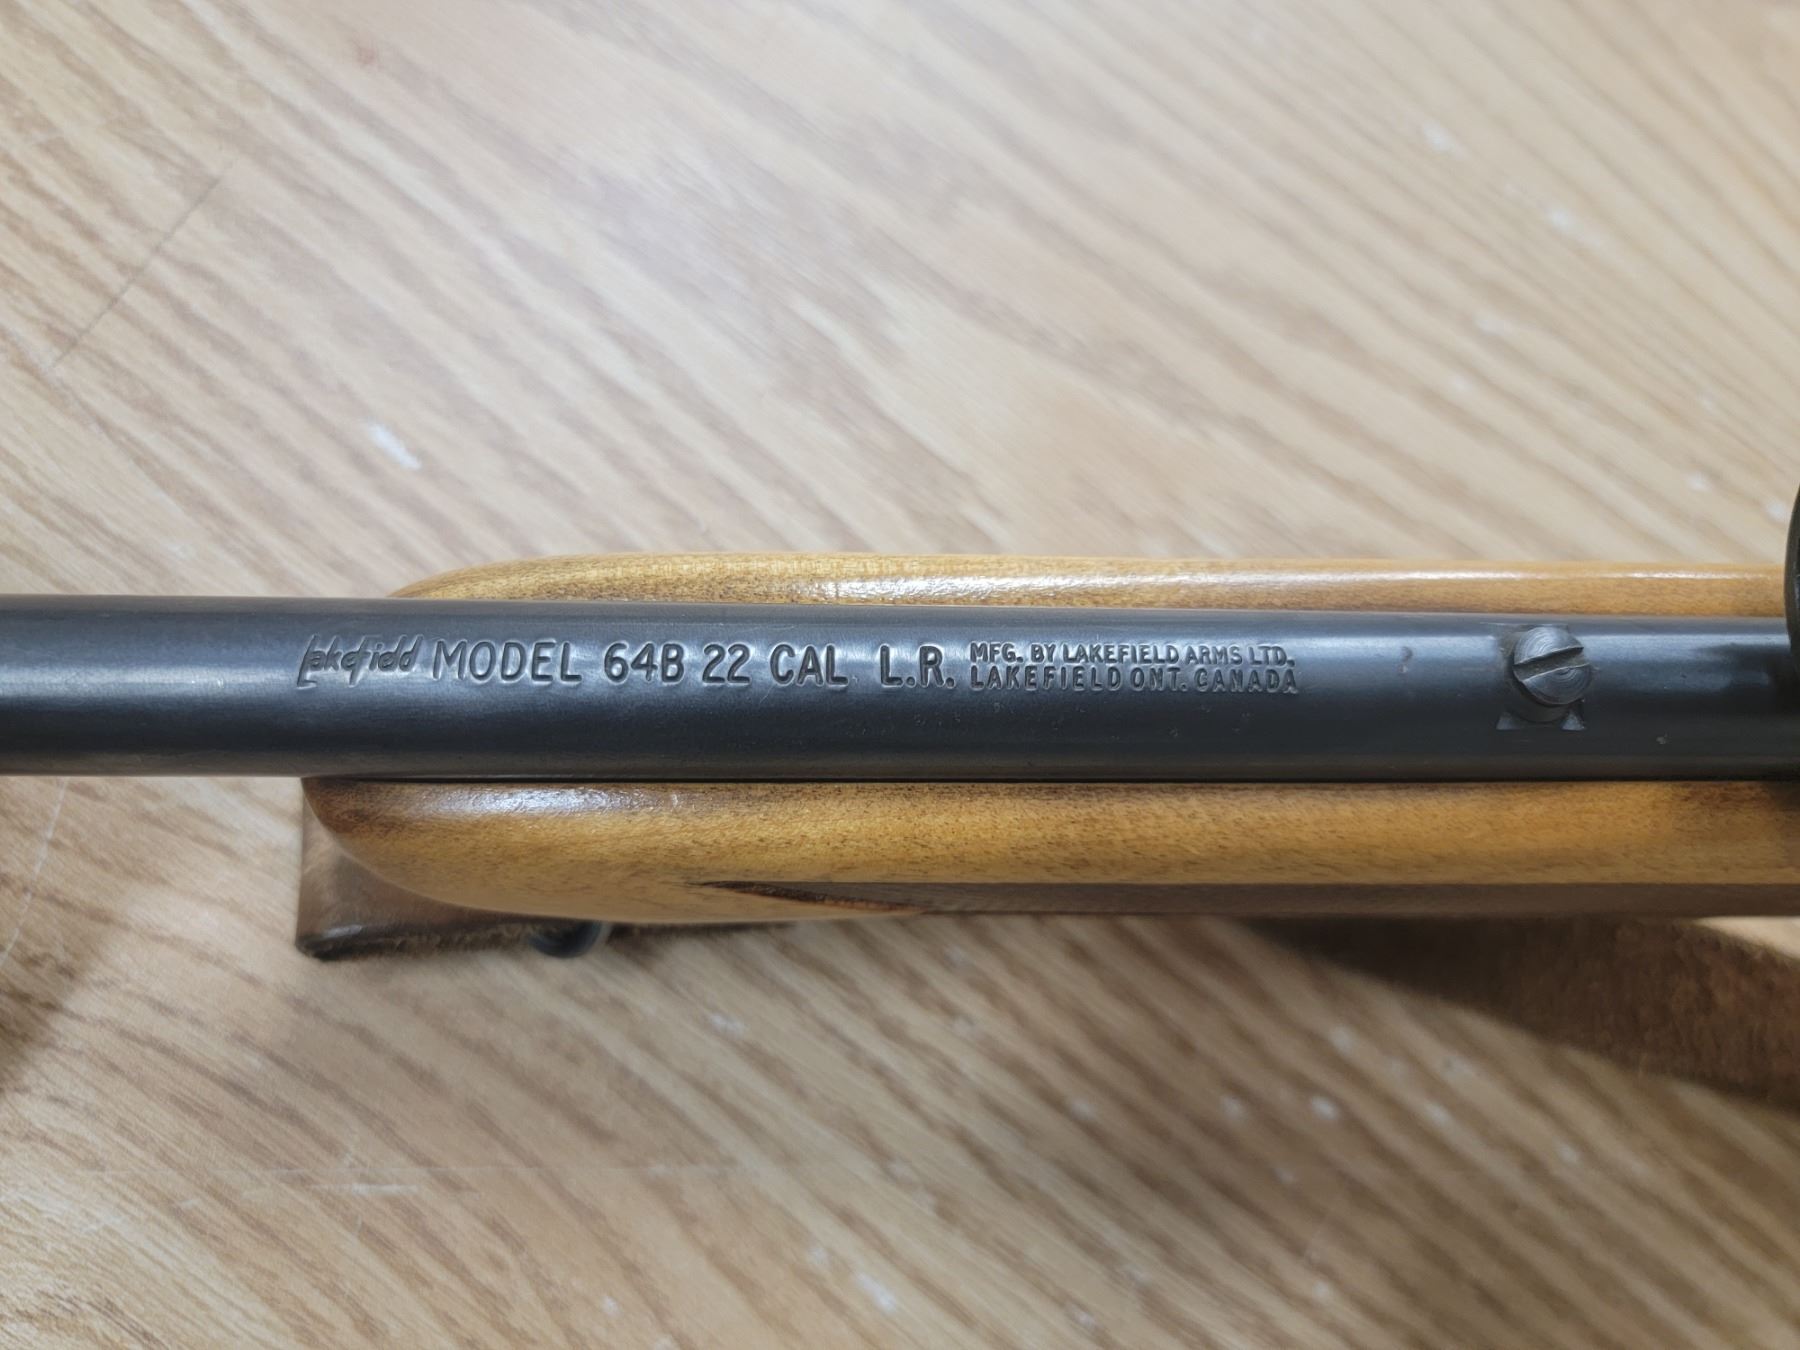 Lakefield MODEL 64B 22 CAL L.R.
MFG. BY LAKEFIELD ARMS LTD.
LAKEFIELD ONT. CANADA